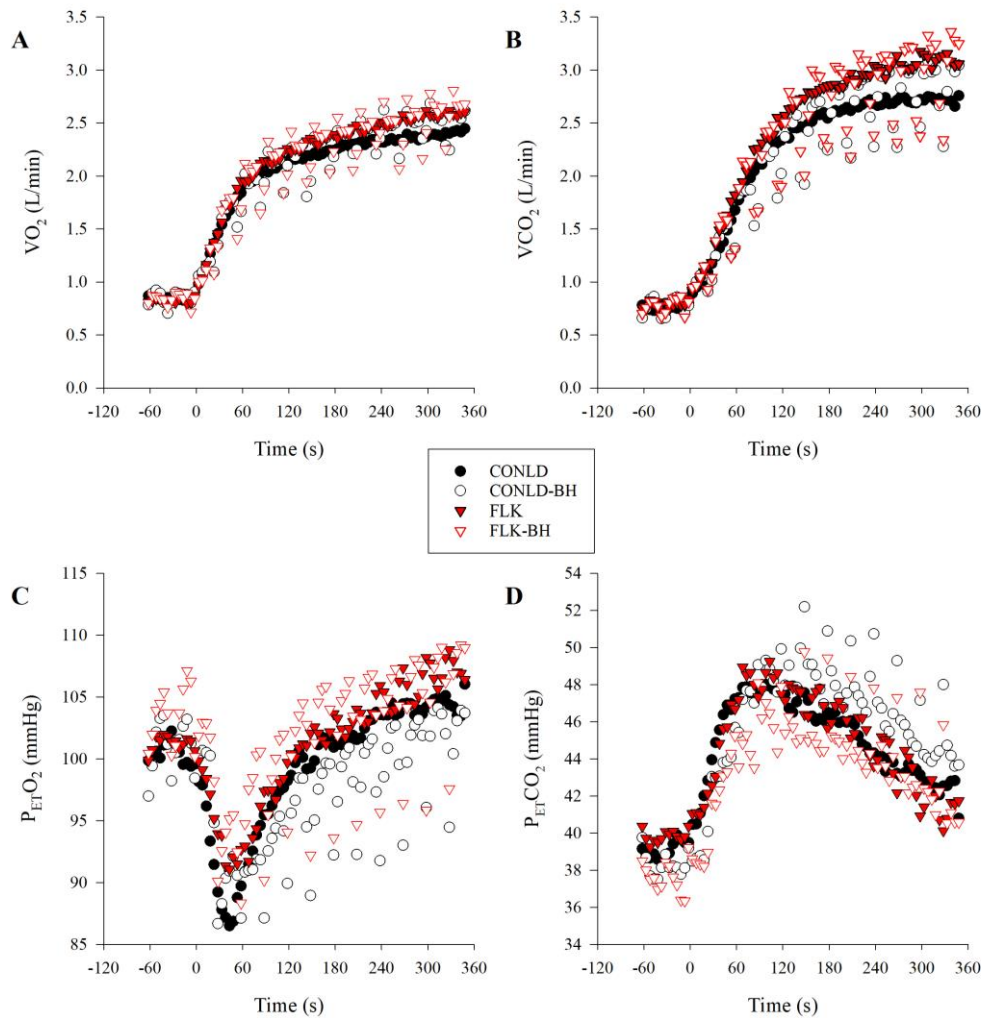 A
B
3.5
3.0
2.5
2.0
1.5
1.0
0.5
0.0
VO2 (L/min)
-120 -60 0 60 120 180 240 300 360
Time (s)
3.5
3.0
2.5
2.0
1.5
1.0
0.5
0.0
VCO2 (L/min)
-120 -60 0 60 120 180 240 300 360
Time (s)
CONLD
CONLD-BH
FLK
FLK-BH
C
D
115
110
105
100
95
90
85
PETO2 (mmHg)
-120 -60 0 60 120 180 240 300 360
Time (s)
54
52
50
48
46
44
42
40
38
36
34
PETCO2 (mmHg)
-120 -60 0 60 120 180 240 300 360
Time (s)